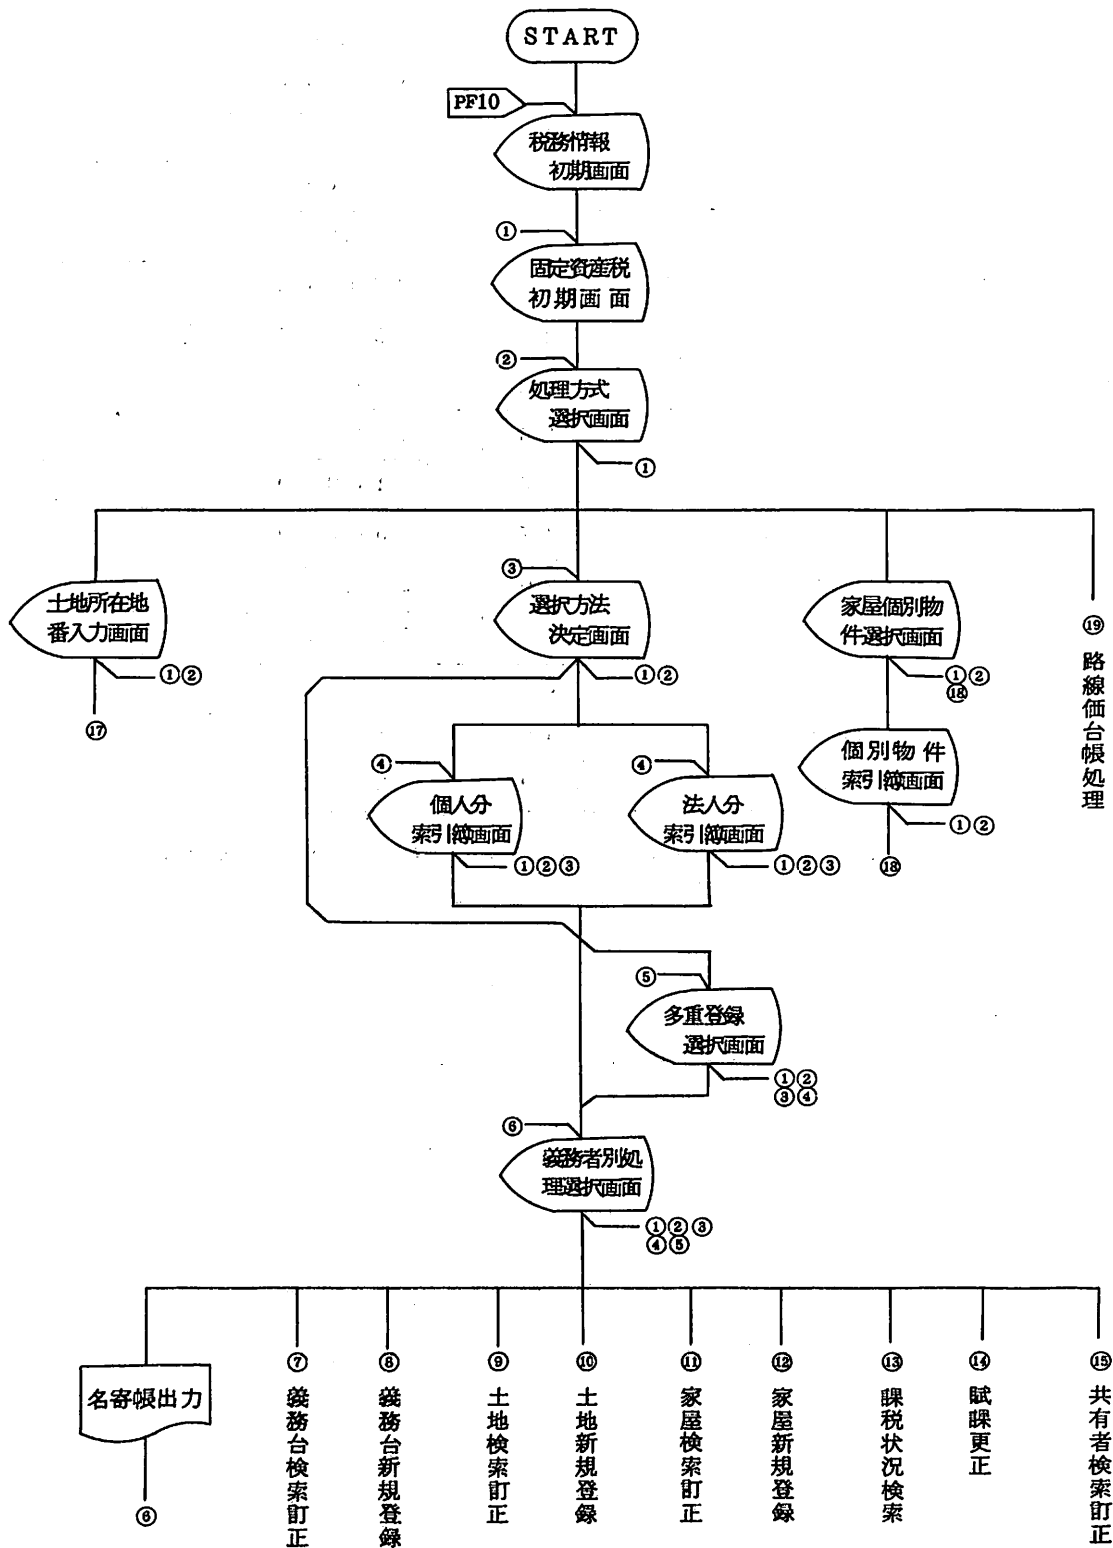 START
PF10
税務情報
初期画面
①
固定資産税
初期画面
②
処理方式
選択画面
①
土地所在地
番入力画面
①②
⑰
③
選択方法
決定画面
①②
家屋個別物
件選択画面
①②
⑱
⑲
路線価台帳処理
個別物件
索引簿画面
①②
⑱
④
個人分
索引簿画面
①②③
④
法人分
索引簿画面
①②③
⑤
多重登録
選択画面
①②
③④
⑥
義務者別処
理選択画面
①②③
④⑤
名寄帳出力
⑥
⑦
義務台検索訂正
⑧
義務台新規登録
⑨
土地検索訂正
⑩
土地新規登録
⑪
家屋検索訂正
⑫
家屋新規登録
⑬
課税状況検索
⑭
賦課更正
⑮
共有者検索訂正